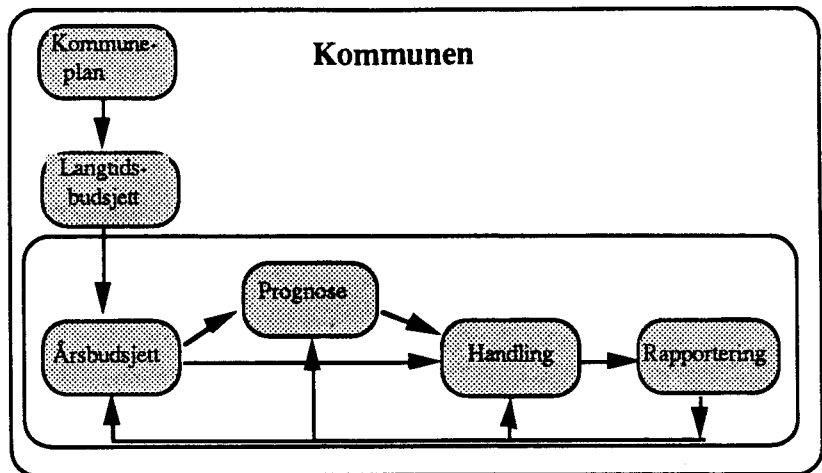 Kommunen
Kommune-
plan
Langtids-
budsjett
Prognose
Årsbudsjett
Handling
Rapportering